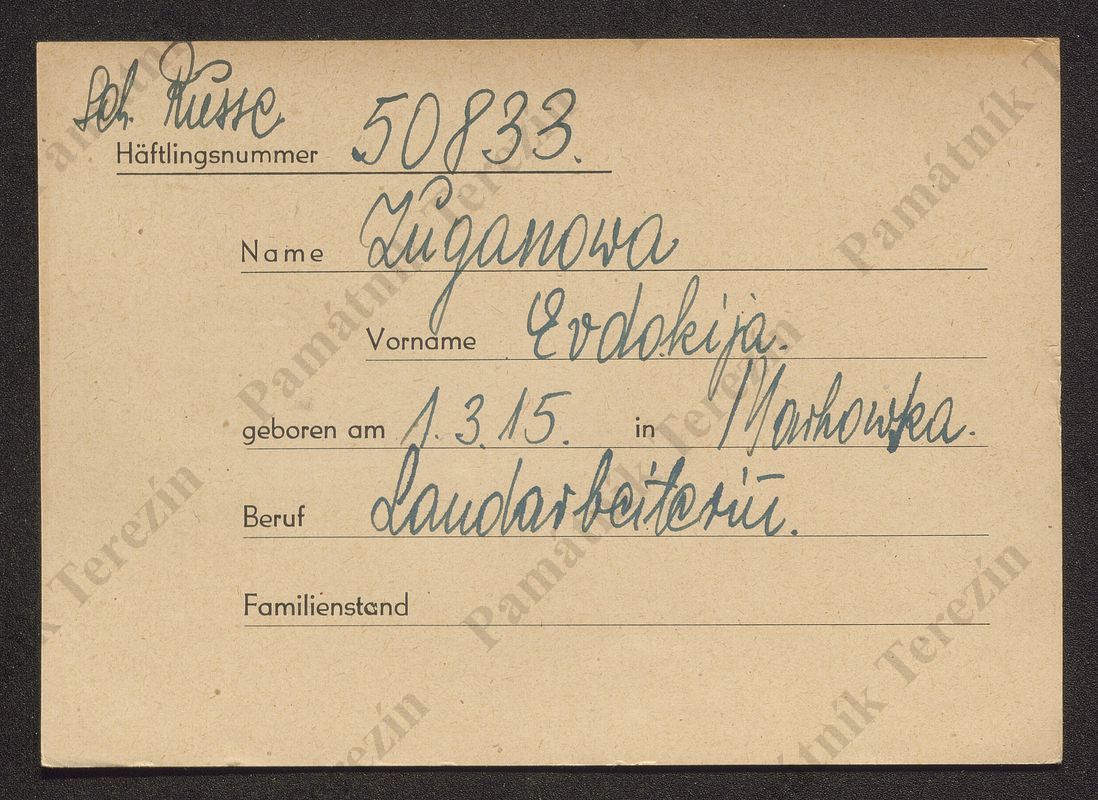 Sch. Russe.
Häftlingsnummer 50833.
Name Zuganowa
Vorname Evdokija.
geboren am 1.3.15. in Markowka.
Beruf Landarbeiterin.
Familienstand
Památník Terezín